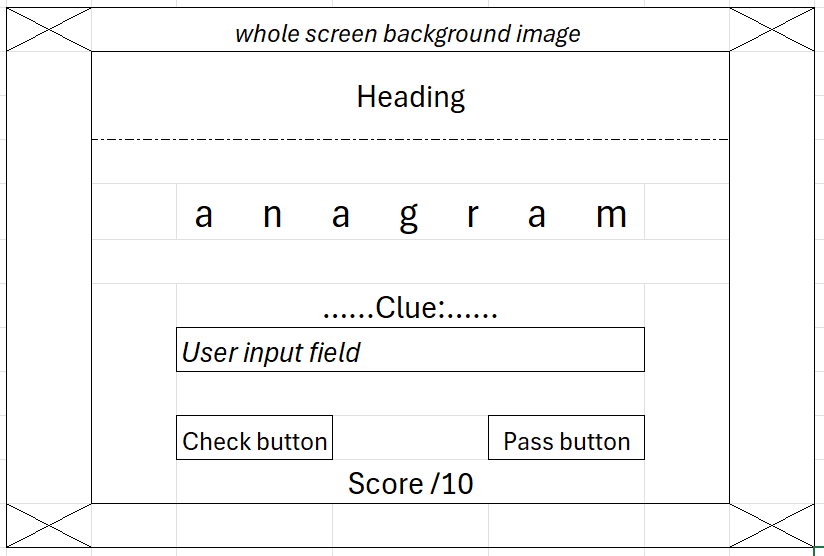 whole screen background image
Heading
a n a g r a m
......Clue:......
User input field
Check button Pass button
Score /10